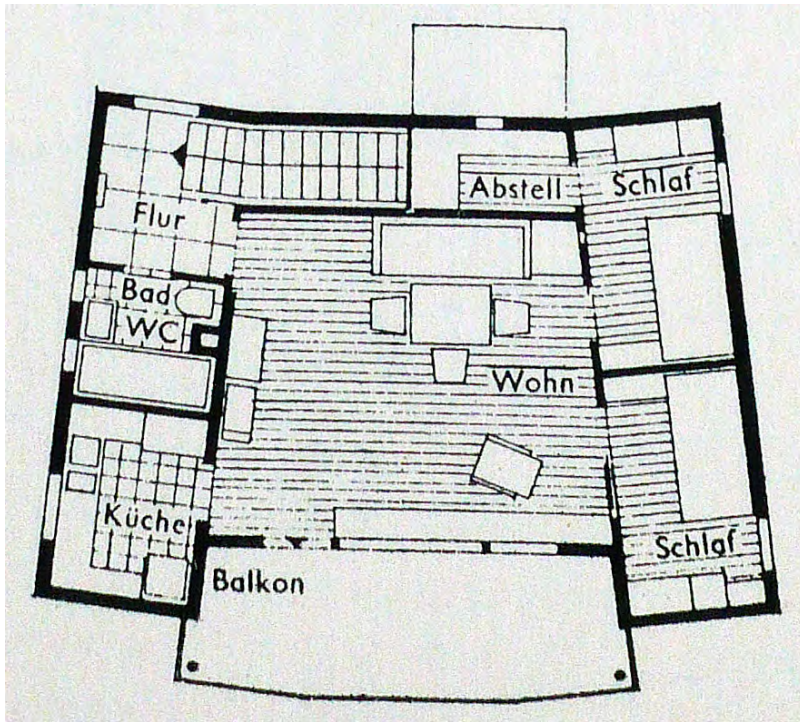 Abstell
Schlaf
Flur
Bad
WC
Wohn
Küche
Schlaf
Balkon